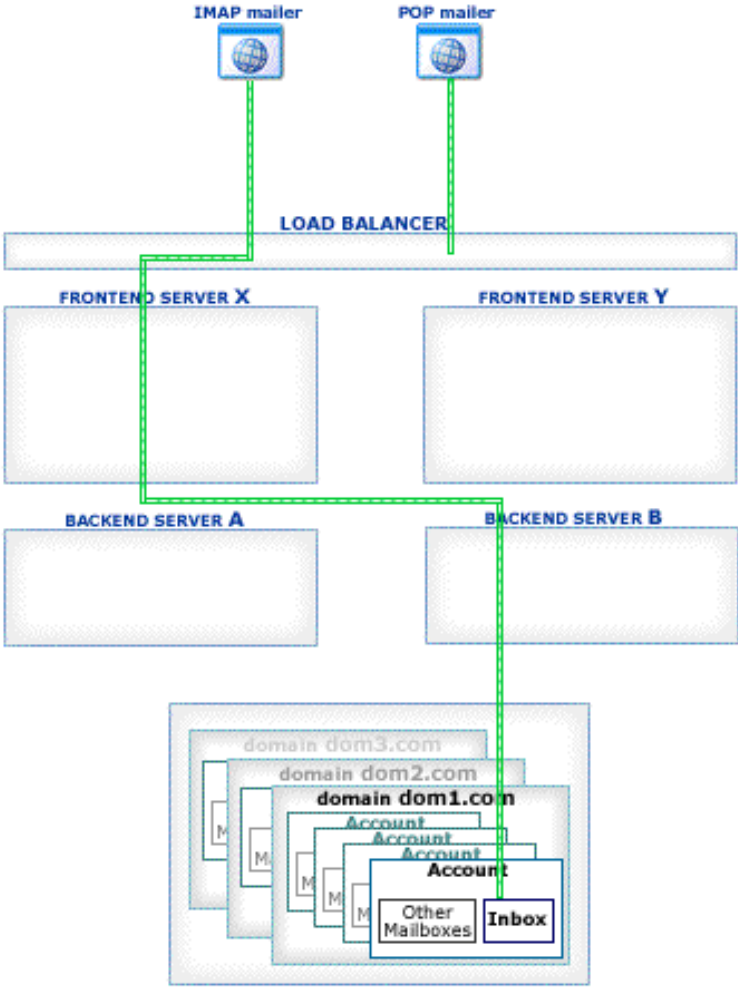 IMAP mailer
POP mailer
LOAD BALANCER
FRONTEND SERVER X
FRONTEND SERVER Y
BACKEND SERVER A
BACKEND SERVER B
domain dom3.com
domain dom2.com
domain dom1.com
Account
Account
Account
Account
M
M
M
M
M
Other
Mailboxes
Inbox